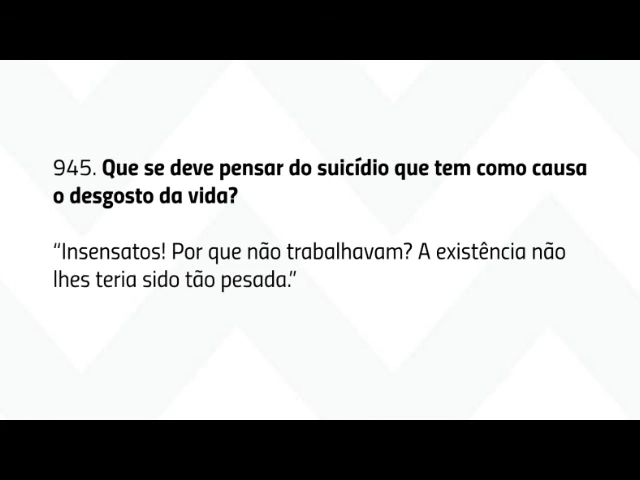 945. Que se deve pensar do suicídio que tem como causa
o desgosto da vida?
“Insensatos! Por que não trabalhavam? A existência não
lhes teria sido tão pesada.”